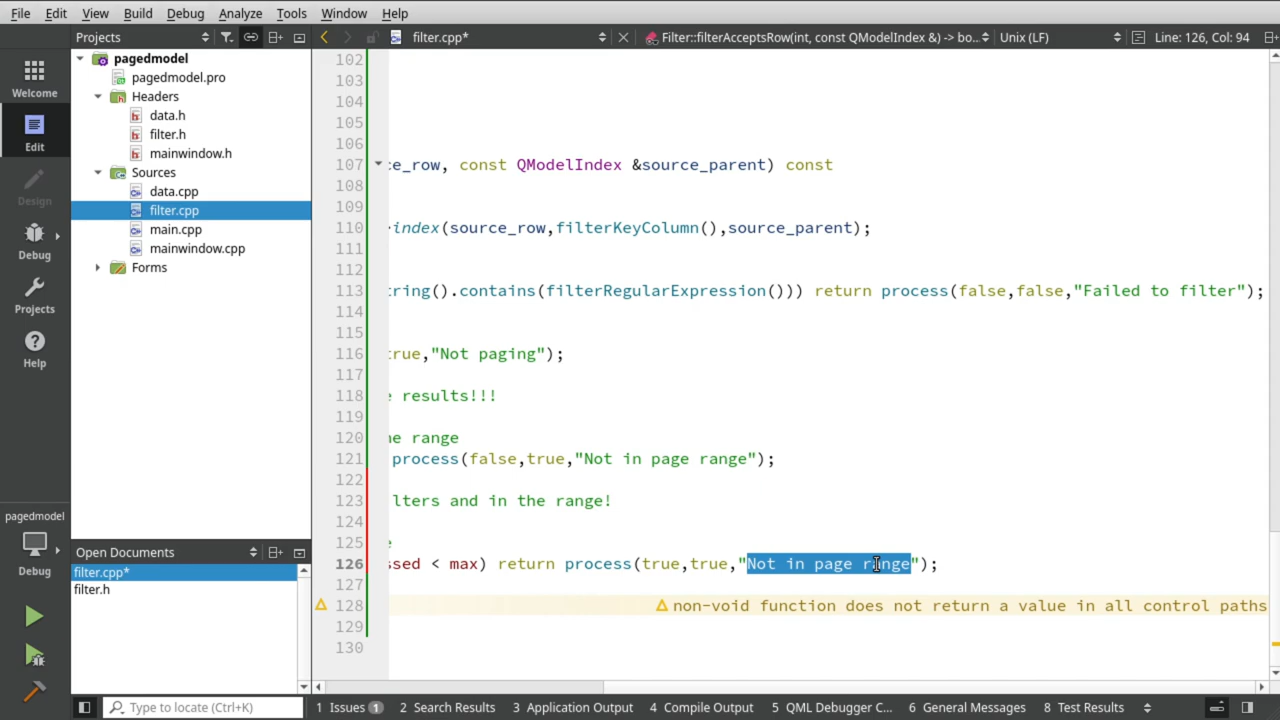 File Edit View Build Debug Analyze Tools Window Help
Projects filter.cpp* Filter::filterAcceptsRow(int, const QModelIndex &) -> bo... Unix (LF) Line: 126, Col: 94
Welcome
Edit
Design
Debug
Projects
Help
pagedmodel
Debug
pagedmodel
pagedmodel.pro
Headers
data.h
filter.h
mainwindow.h
Sources
data.cpp
filter.cpp
main.cpp
mainwindow.cpp
Forms
Open Documents
filter.cpp*
filter.h
102
103
104
105
106
107 ce_row, const QModelIndex &source_parent) const
108
109
110 index(source_row,filterKeyColumn(),source_parent);
111
112
113 tring().contains(filterRegularExpression())) return process(false,false,"Failed to filter");
114
115
116 true,"Not paging");
117
118 e results!!!
119
120 he range
121 process(false,true,"Not in page range");
122
123 lters and in the range!
124
125 e
126 ssed < max) return process(true,true,"Not in page range");
127
128 non-void function does not return a value in all control paths
129
130
Type to locate (Ctrl+K) 1 Issues 1 2 Search Results 3 Application Output 4 Compile Output 5 QML Debugger C... 6 General Messages 8 Test Results